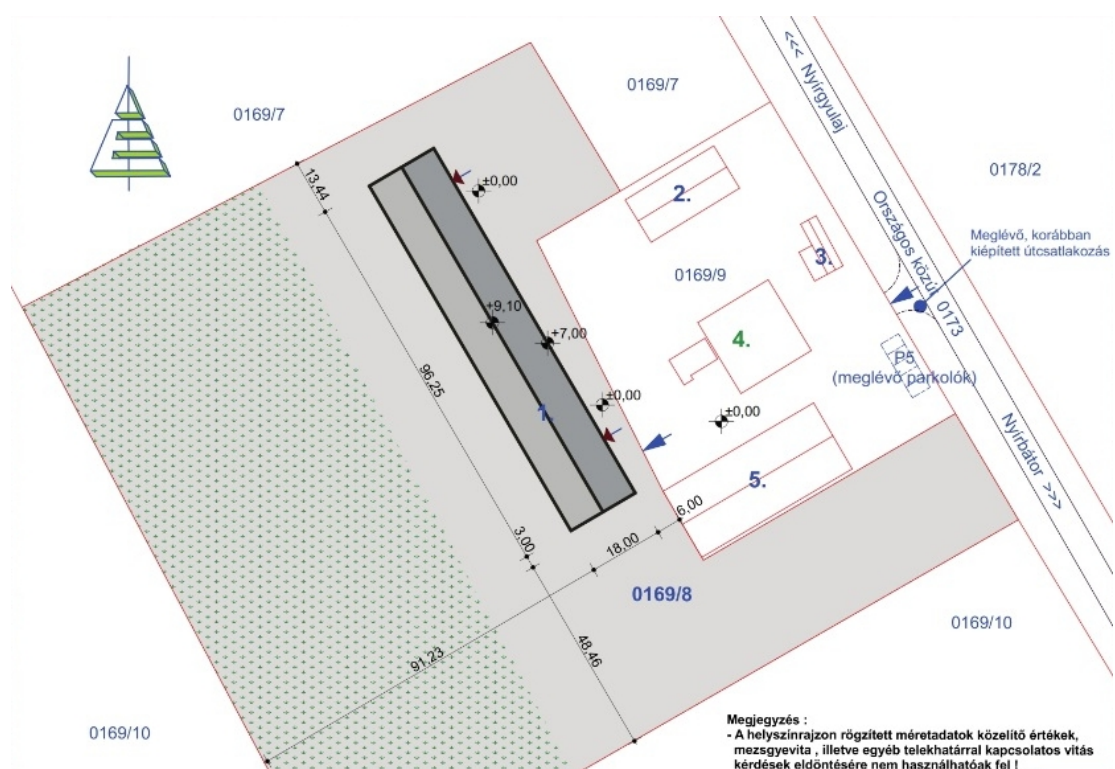 <<< Nyírgyulaj
0169/7
0169/7
0178/2
13,44
±0,00
2.
Országos közút 0173
3.
Meglévő, korábban
kiépített útcsatlakozás
0169/9
+9,10
+7,00
4.
P5
(meglévő parkolók)
96,25
±0,00
±0,00
1.
5.
Nyírbátor >>>
6,00
18,00
3,00
0169/8
0169/10
91,23
48,46
0169/10
Megjegyzés :
- A helyszínrajzon rögzített méretadatok közelítő értékek,
mezsgyevita , illetve egyéb telekhatárral kapcsolatos vitás
kérdések eldöntésére nem használhatóak fel !